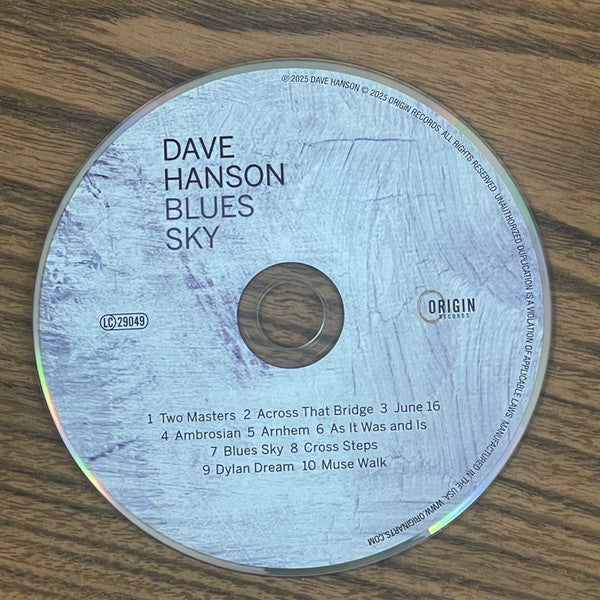 DAVE
HANSON
BLUES
SKY
℗ 2025 DAVE HANSON © 2025 ORIGIN RECORDS. ALL RIGHTS RESERVED. UNAUTHORIZED DUPLICATION IS A VIOLATION OF APPLICABLE LAWS. MANUFACTURED IN THE USA. WWW.ORIGINARTS.COM
LC 29049
ORIGIN
RECORDS
1 Two Masters 2 Across That Bridge 3 June 16
4 Ambrosian 5 Arnhem 6 As It Was and Is
7 Blues Sky 8 Cross Steps
9 Dylan Dream 10 Muse Walk